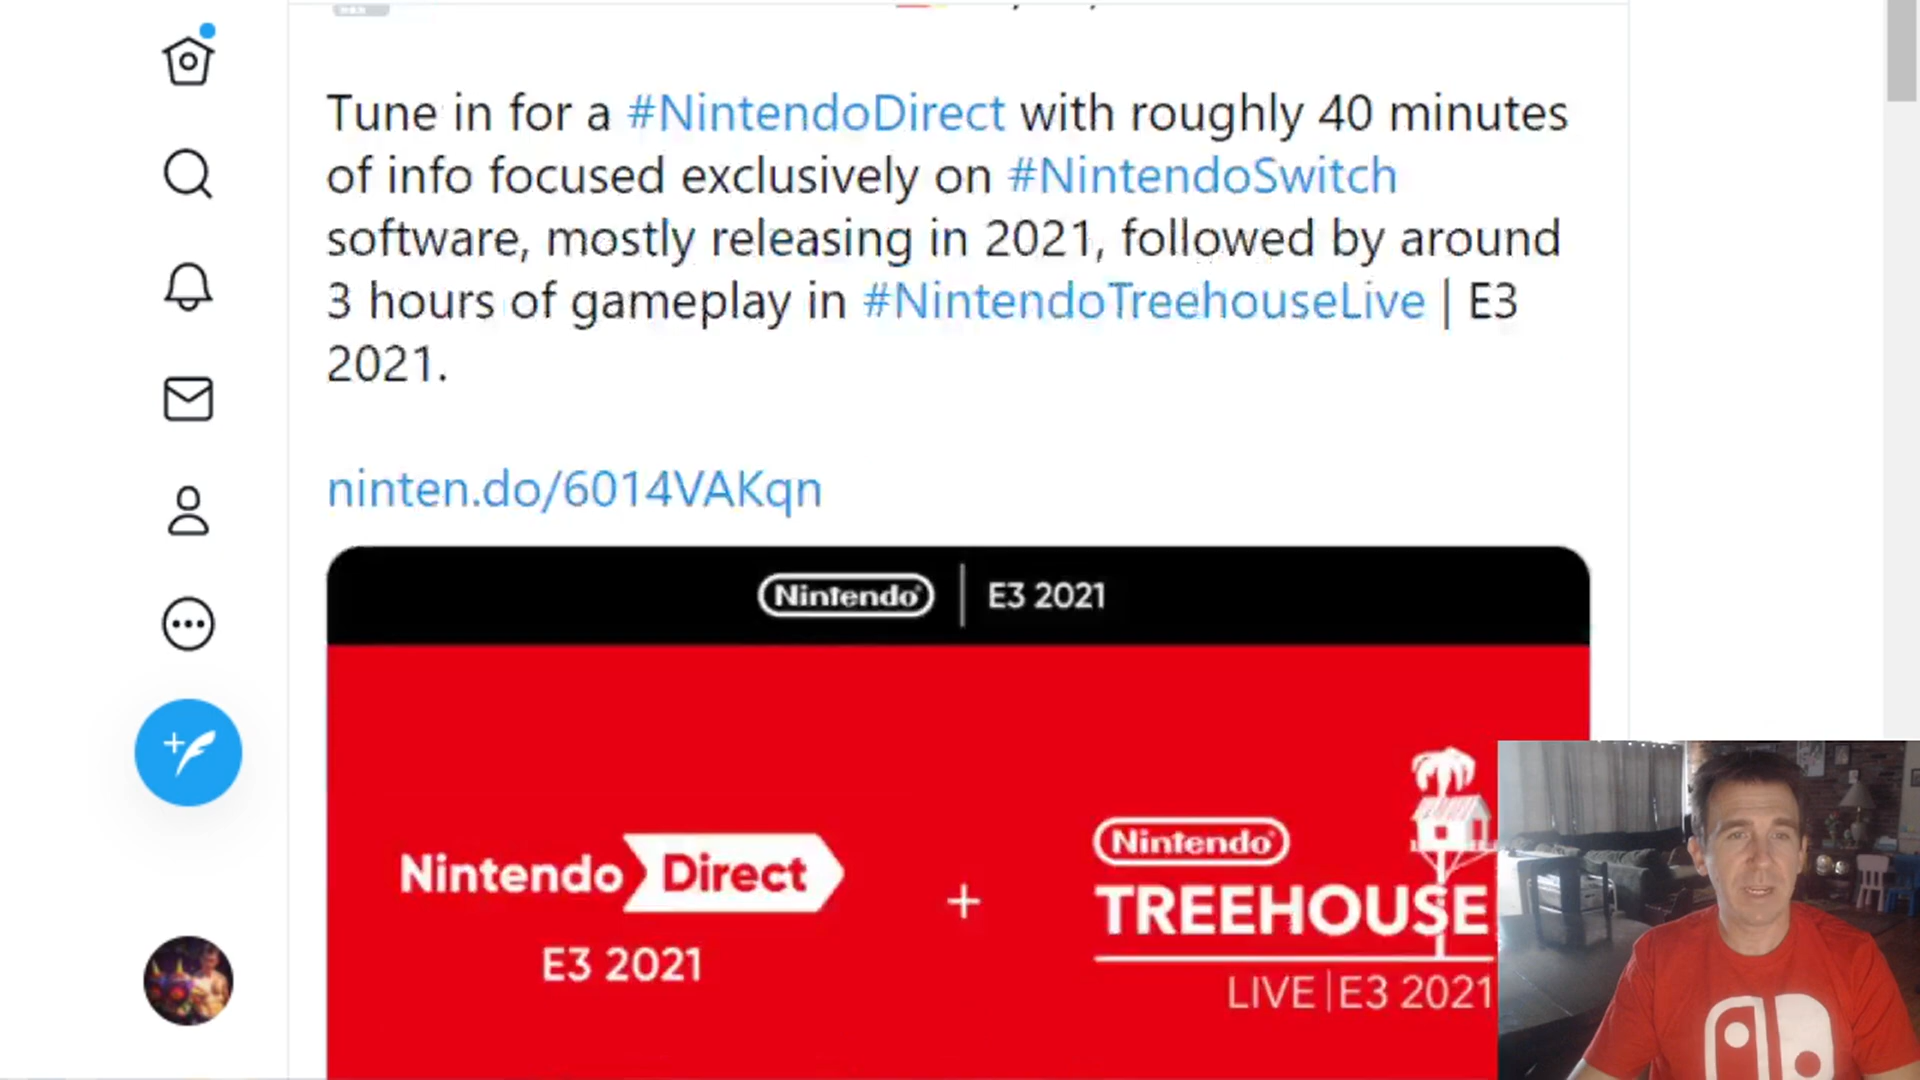 Tune in for a #NintendoDirect with roughly 40 minutes
of info focused exclusively on #NintendoSwitch
software, mostly releasing in 2021, followed by around
3 hours of gameplay in #NintendoTreehouseLive | E3
2021.
ninten.do/6014VAKqn
Nintendo | E3 2021
Nintendo Direct
E3 2021
+
Nintendo
TREEHOUSE
LIVE | E3 2021